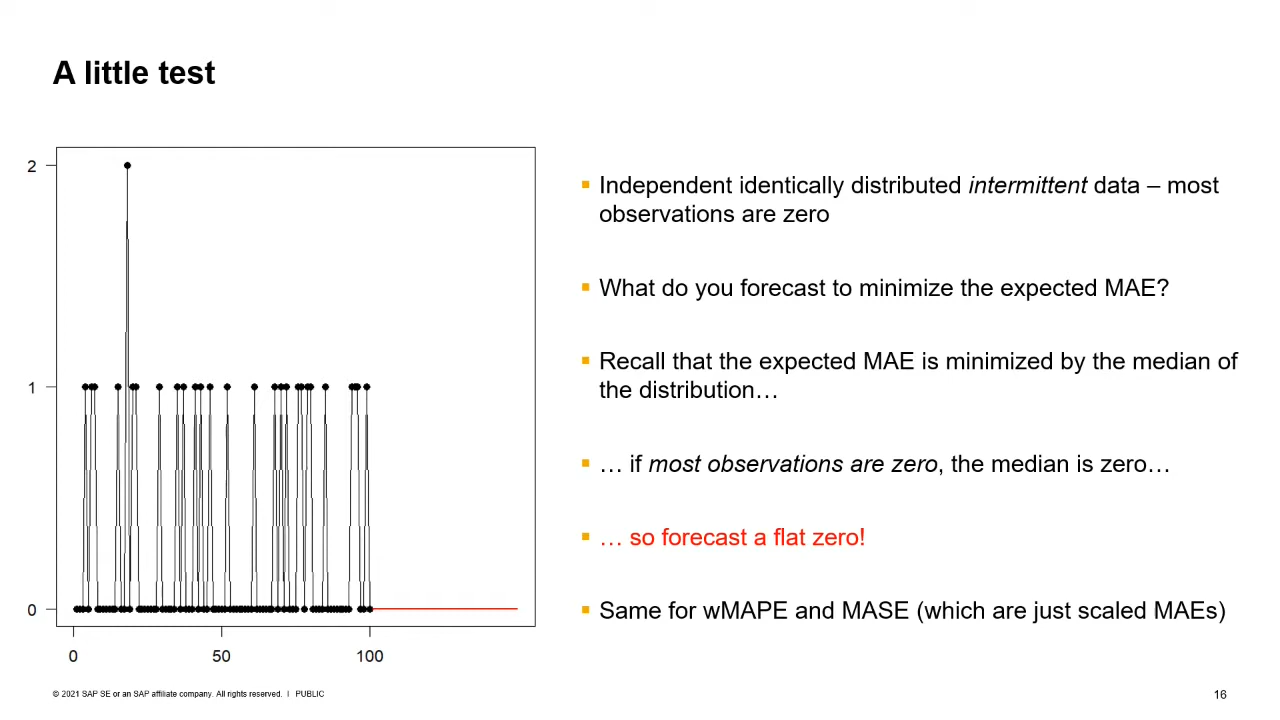 A little test
2
1
0
0
50
100
▪ Independent identically distributed intermittent data – most
observations are zero
▪ What do you forecast to minimize the expected MAE?
▪ Recall that the expected MAE is minimized by the median of
the distribution…
▪ … if most observations are zero, the median is zero…
▪ … so forecast a flat zero!
▪ Same for wMAPE and MASE (which are just scaled MAEs)
© 2021 SAP SE or an SAP affiliate company. All rights reserved. ı PUBLIC
16